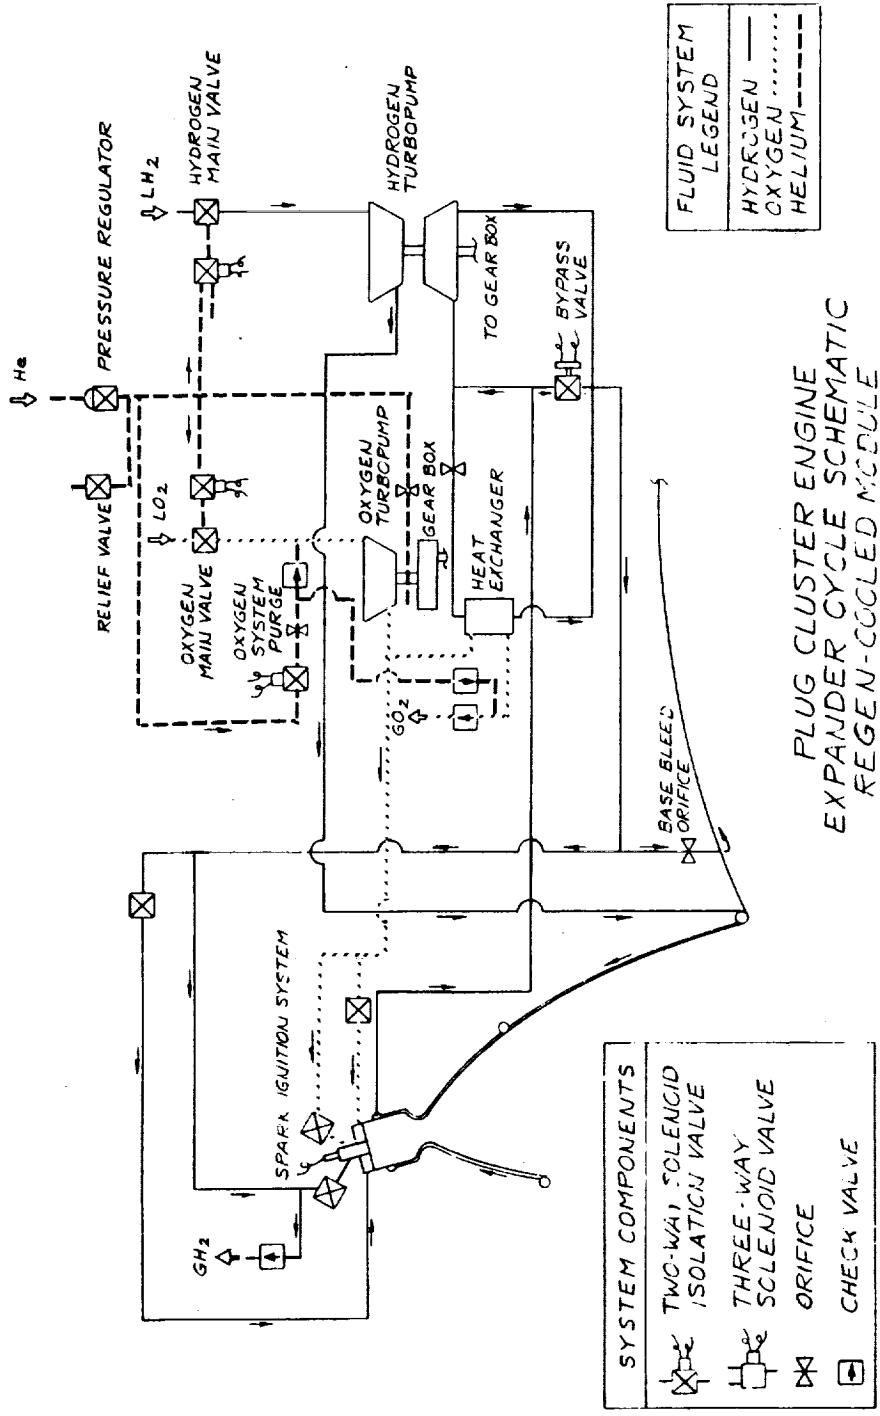 He
PRESSURE REGULATOR
RELIEF VALVE
LH2
HYDROGEN
MAIN VALVE
LO2
OXYGEN
MAIN VALVE
OXYGEN
SYSTEM
PURGE
HYDROGEN
TURBOPUMP
TO GEAR BOX
OXYGEN
TURBOPUMP
GEAR BOX
BYPASS
VALVE
HEAT
EXCHANGER
GO2
BASE BLEED
ORIFICE
SPARK IGNITION SYSTEM
GH2
SYSTEM COMPONENTS
TWO-WAY SOLENOID
ISOLATION VALVE
THREE-WAY
SOLENOID VALVE
ORIFICE
CHECK VALVE
PLUG CLUSTER ENGINE
EXPANDER CYCLE SCHEMATIC
REGEN-COOLED MODULE
FLUID SYSTEM
LEGEND
HYDROGEN
OXYGEN
HELIUM